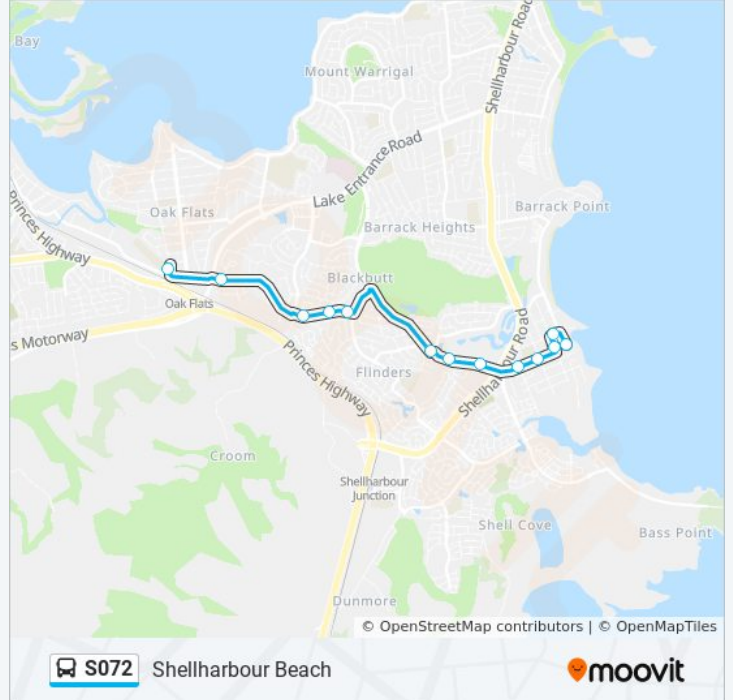 Bay
Mount Warrigal
Shellharbour Road
Lake Entrance Road
Oak Flats
Barrack Point
Princes Highway
Barrack Heights
Blackbutt
Oak Flats
s Motorway
Princes Highway
Flinders
Shellharbour Road
Croom
Shellharbour
Junction
Shell Cove
Bass Point
Dunmore
© OpenStreetMap contributors | © OpenMapTiles
S072 Shellharbour Beach
moovit